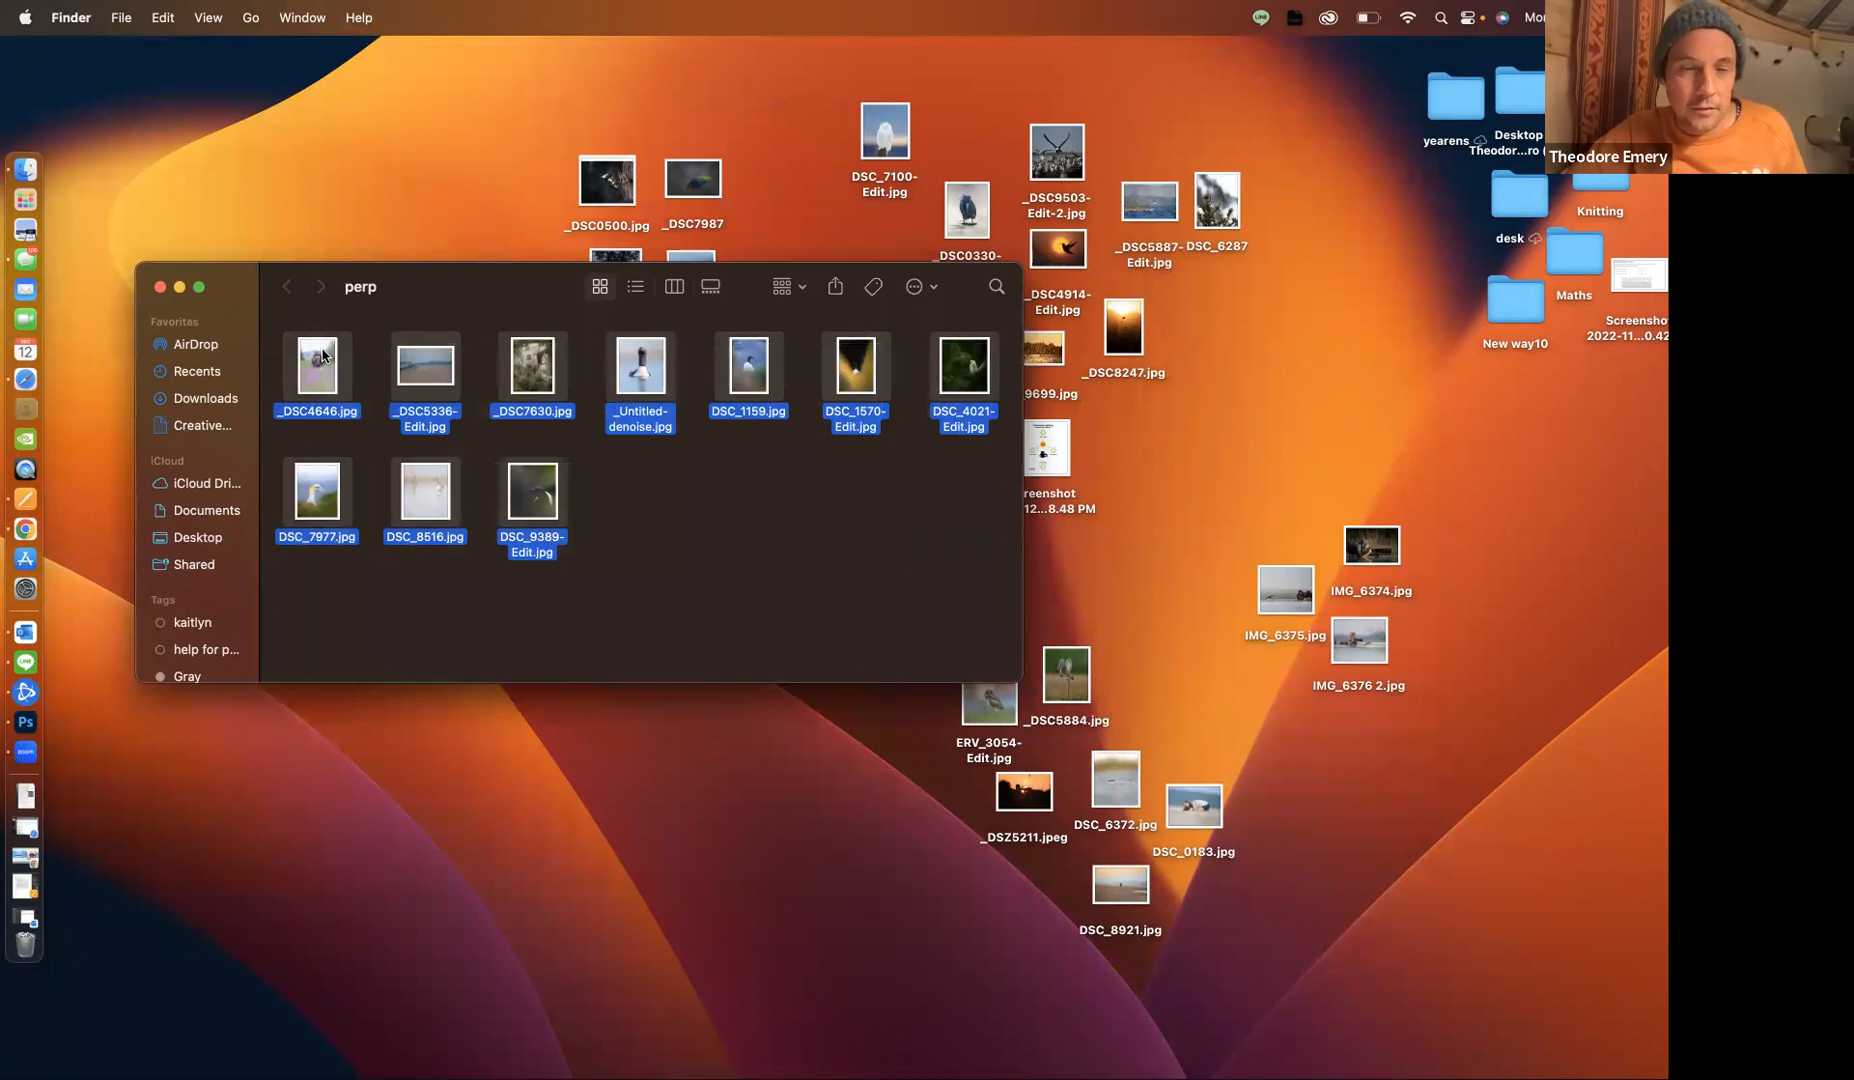 Finder File Edit View Go Window Help
Mo
yearens
Desktop
Theodor...ro
Theodore Emery
Knitting
desk
Maths
Screenshot
2022-11...0.42
New way10
DSC_7100-
Edit.jpg
_DSC0500.jpg
_DSC7987
_DSC9503-
Edit-2.jpg
_DSC5887-
Edit.jpg
DSC_6287
_DSC0330-
_DSC4914-
Edit.jpg
_DSC8247.jpg
9699.jpg
reenshot
12...8.48 PM
perp
Favorites
AirDrop
Recents
Downloads
Creative...
iCloud
iCloud Dri...
Documents
Desktop
Shared
Tags
kaitlyn
help for p...
Gray
_DSC4646.jpg
_DSC5336-
Edit.jpg
_DSC7630.jpg
_Untitled-
denoise.jpg
DSC_1159.jpg
DSC_1570-
Edit.jpg
DSC_4021-
Edit.jpg
DSC_7977.jpg
DSC_8516.jpg
DSC_9389-
Edit.jpg
IMG_6374.jpg
IMG_6375.jpg
IMG_6376 2.jpg
_DSC5884.jpg
ERV_3054-
Edit.jpg
_DSZ5211.jpeg
DSC_6372.jpg
DSC_0183.jpg
DSC_8921.jpg
12
Ps
zoom
LINE